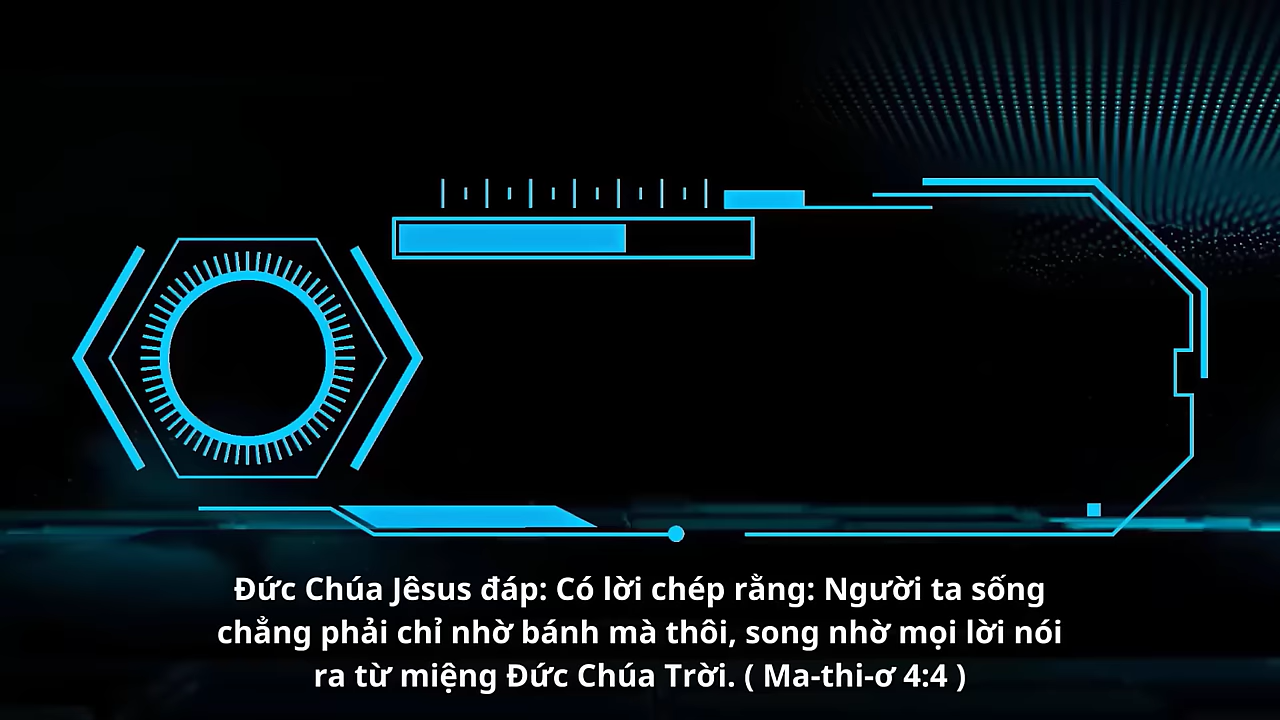 Đức Chúa Jêsus đáp: Có lời chép rằng: Người ta sống
chẳng phải chỉ nhờ bánh mà thôi, song nhờ mọi lời nói
ra từ miệng Đức Chúa Trời. ( Ma-thi-ơ 4:4 )